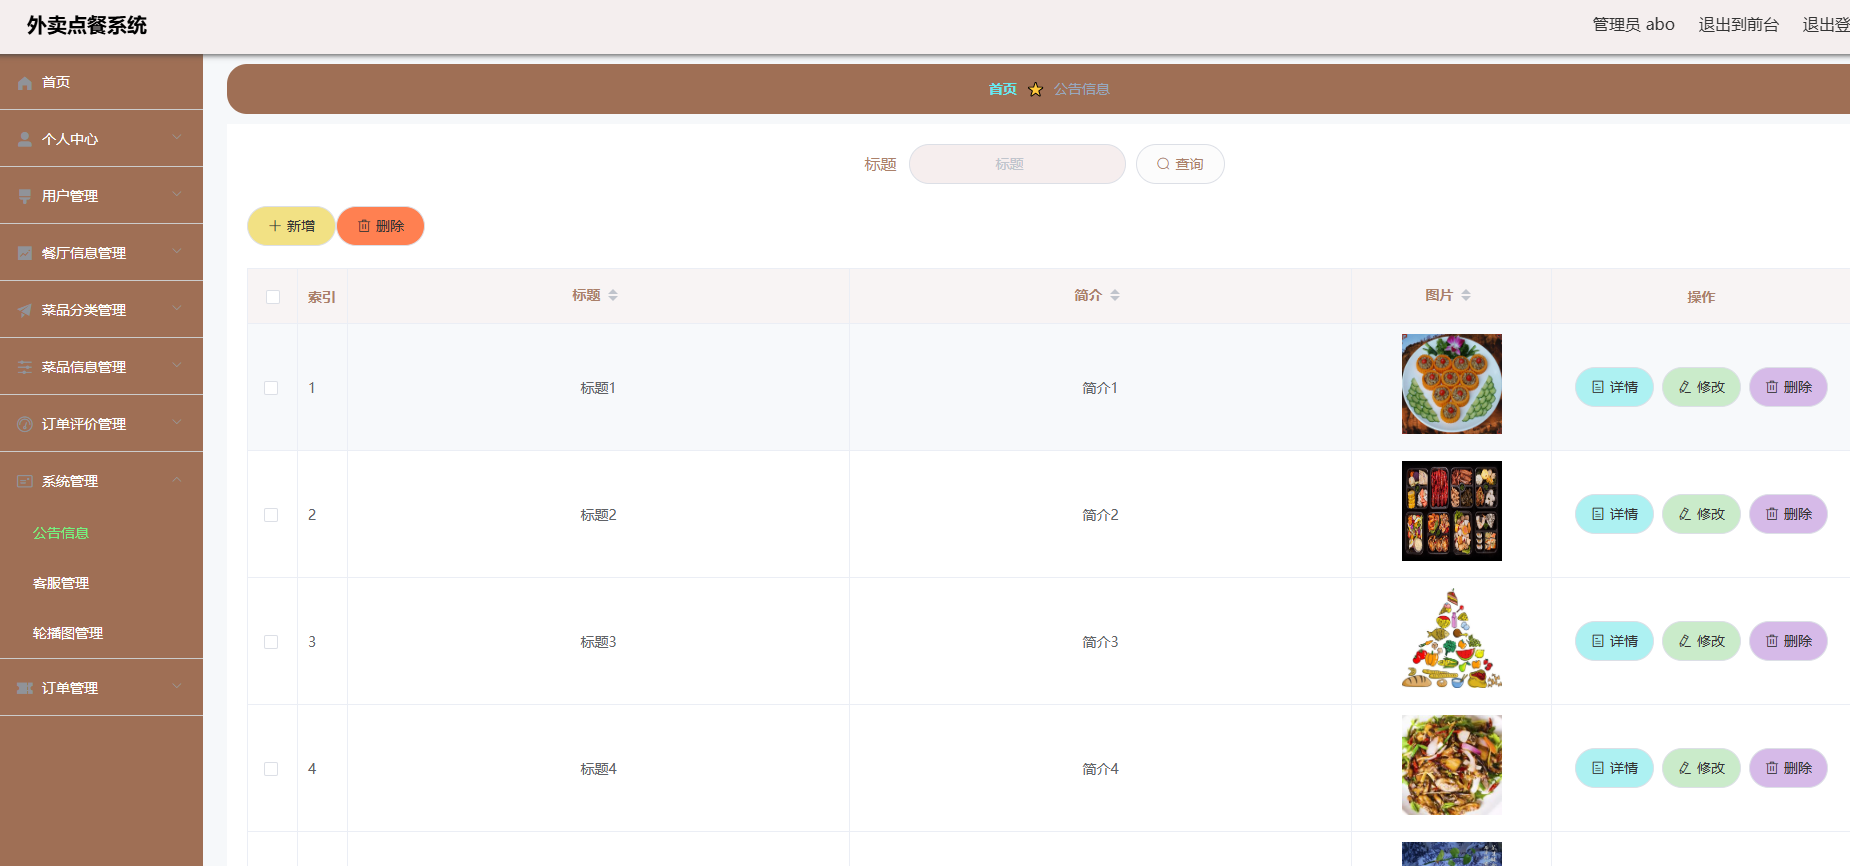 外卖点餐系统
管理员 abo 退出到前台 退出登
首页
个人中心
用户管理
餐厅信息管理
菜品分类管理
菜品信息管理
订单评价管理
系统管理
公告信息
客服管理
轮播图管理
订单管理
首页 公告信息
标题 标题 查询
新增 删除
索引 标题 简介 图片 操作
1 标题1 简介1 详情 修改 删除
2 标题2 简介2 详情 修改 删除
3 标题3 简介3 详情 修改 删除
4 标题4 简介4 详情 修改 删除